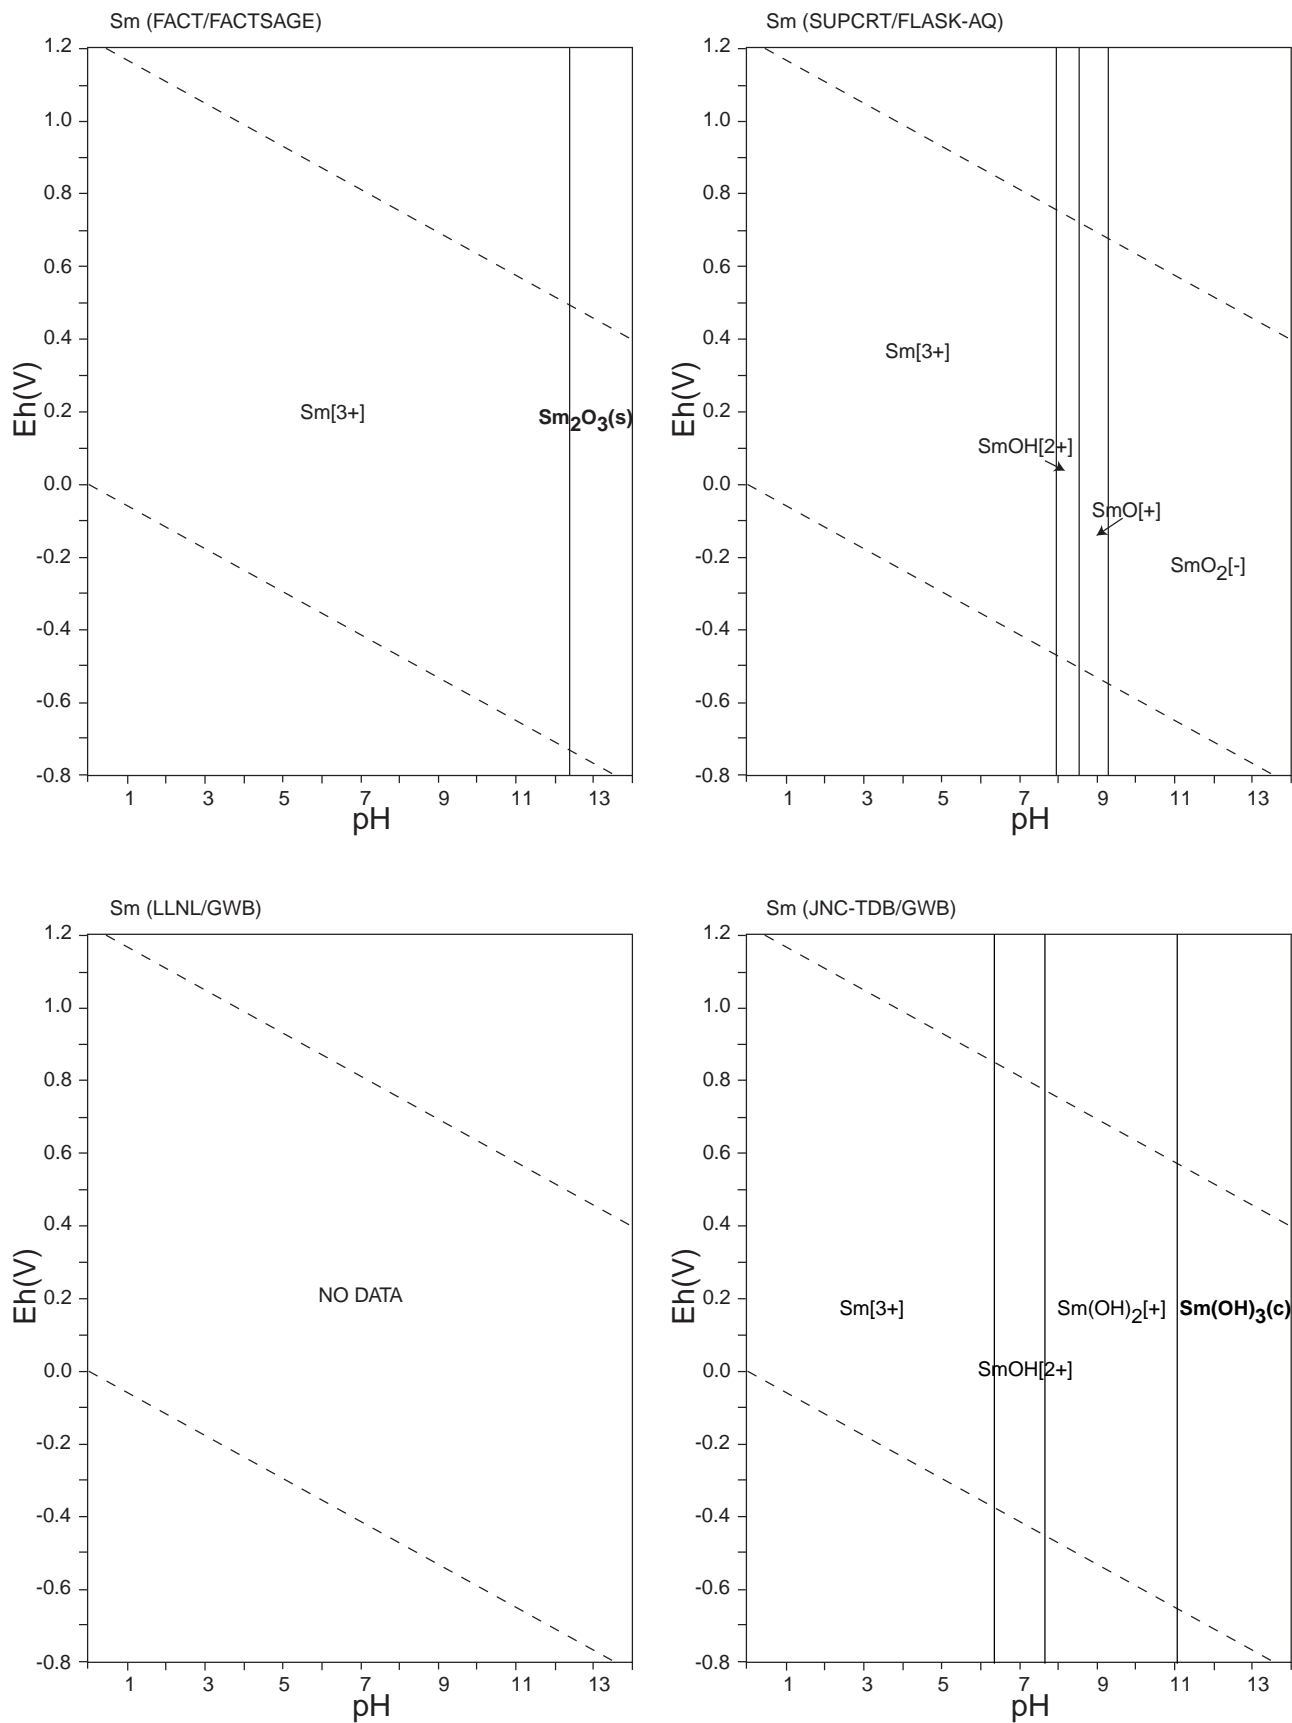 Sm (FACT/FACTSAGE)
1.2
1.0
0.8
0.6
0.4
0.2
0.0
-0.2
-0.4
-0.6
-0.8
Eh(V)
Sm[3+]
Sm2O3(s)
1 3 5 7 9 11 13
pH
Sm (SUPCRT/FLASK-AQ)
1.2
1.0
0.8
0.6
0.4
0.2
0.0
-0.2
-0.4
-0.6
-0.8
Eh(V)
Sm[3+]
SmOH[2+]
SmO[+]
SmO2[-]
1 3 5 7 9 11 13
pH
Sm (LLNL/GWB)
1.2
1.0
0.8
0.6
0.4
0.2
0.0
-0.2
-0.4
-0.6
-0.8
Eh(V)
NO DATA
1 3 5 7 9 11 13
pH
Sm (JNC-TDB/GWB)
1.2
1.0
0.8
0.6
0.4
0.2
0.0
-0.2
-0.4
-0.6
-0.8
Eh(V)
Sm[3+]
Sm(OH)2[+]
Sm(OH)3(c)
SmOH[2+]
1 3 5 7 9 11 13
pH